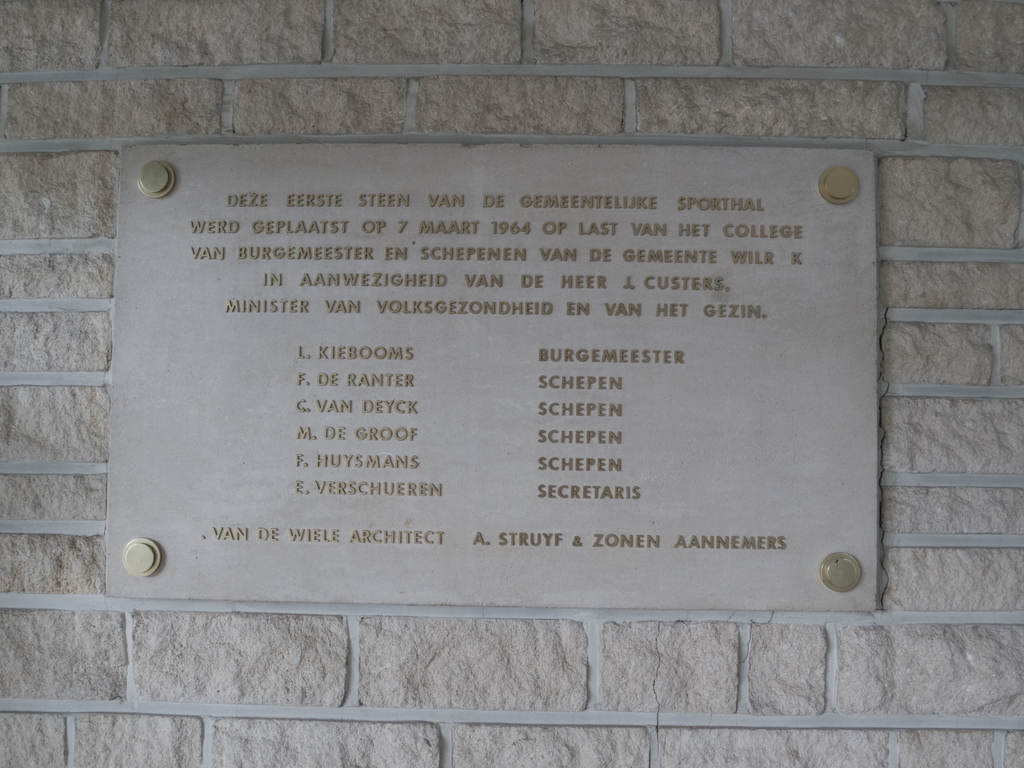 DEZE EERSTE STEEN VAN DE GEMEENTELIJKE SPORTHAL
WERD GEPLAATST OP 7 MAART 1964 OP LAST VAN HET COLLEGE
VAN BURGEMEESTER EN SCHEPENEN VAN DE GEMEENTE WILR K
IN AANWEZIGHEID VAN DE HEER J. CUSTERS,
MINISTER VAN VOLKSGEZONDHEID EN VAN HET GEZIN.
L. KIEBOOMS BURGEMEESTER
F. DE RANTER SCHEPEN
C. VAN DEYCK SCHEPEN
M. DE GROOF SCHEPEN
F. HUYSMANS SCHEPEN
E. VERSCHUEREN SECRETARIS
. VAN DE WIELE ARCHITECT A. STRUYF & ZONEN AANNEMERS